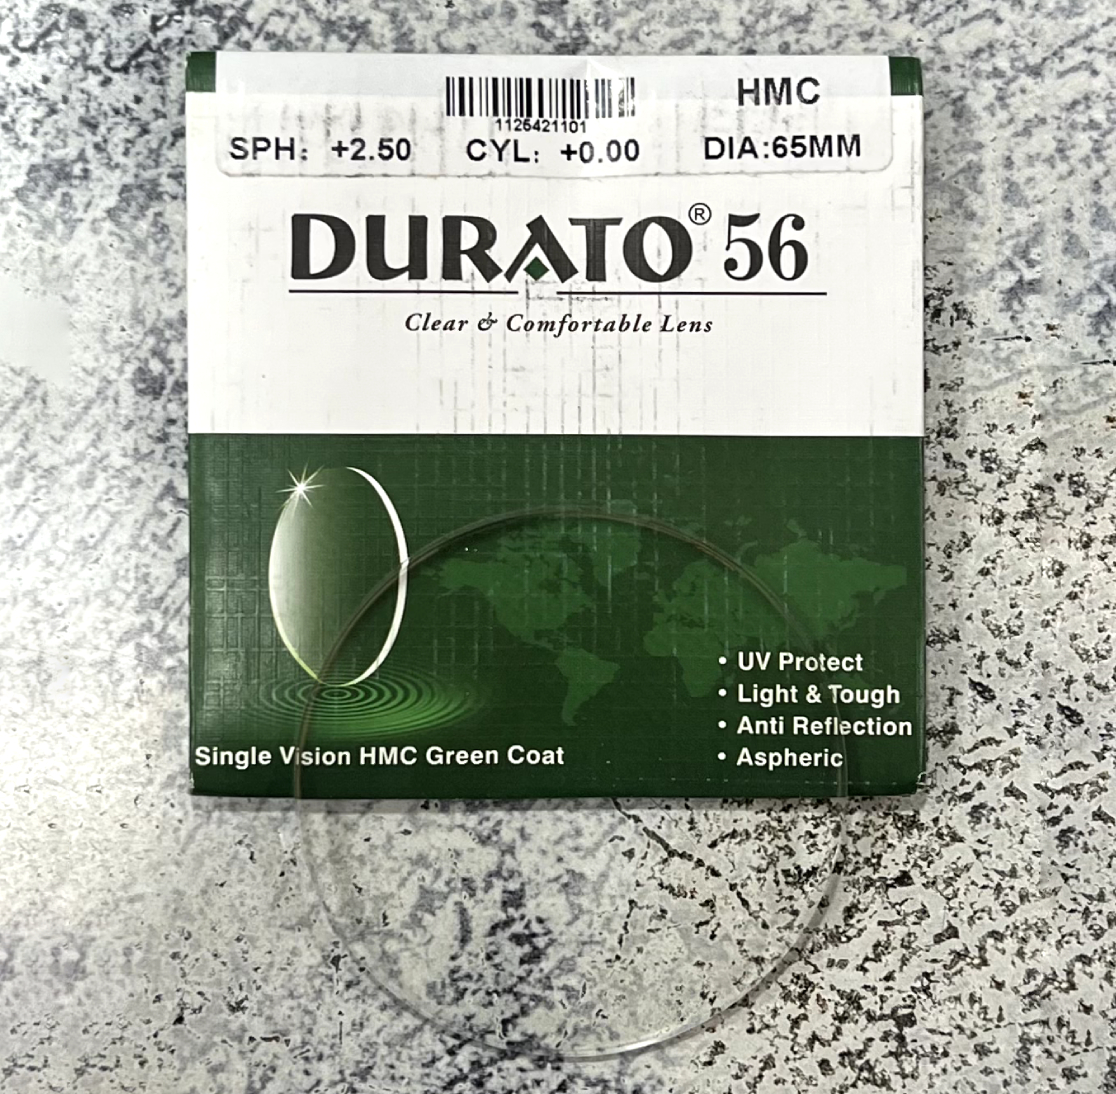 HMC
1126421101
SPH: +2.50 CYL: +0.00 DIA:65MM
DURATO® 56
Clear & Comfortable Lens
• UV Protect
• Light & Tough
• Anti Reflection
• Aspheric
Single Vision HMC Green Coat